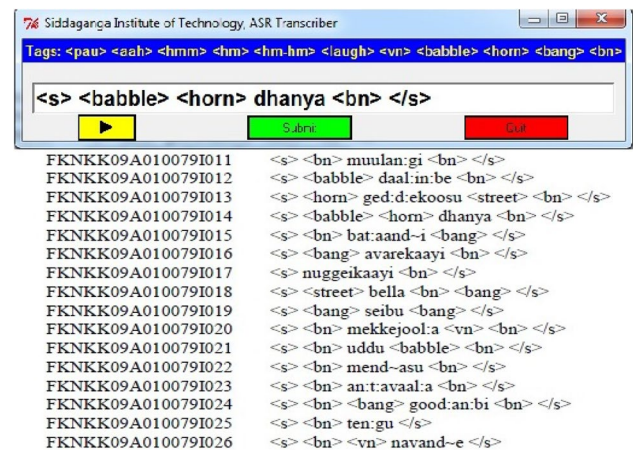 Siddaganga Institute of Technology, ASR Transcriber
Tags: <pau> <aah> <hmm> <hm> <hm-hm> <laugh> <vn> <babble> <horn> <bang> <bn>
<s> <babble> <horn> dhanya <bn> </s>
Submit Quit
FKNKK09A010079I011 <s> <bn> muulan:gi <bn> </s>
FKNKK09A010079I012 <s> <babble> daal:in:be <bn> </s>
FKNKK09A010079I013 <s> <horn> ged:d:ekoosu <street> <bn> </s>
FKNKK09A010079I014 <s> <babble> <horn> dhanya <bn> </s>
FKNKK09A010079I015 <s> <bn> bat:aand~i <bang> </s>
FKNKK09A010079I016 <s> <bang> avarekaayi <bn> </s>
FKNKK09A010079I017 <s> nuggeikaayi <bn> </s>
FKNKK09A010079I018 <s> <street> bella <bn> <bang> </s>
FKNKK09A010079I019 <s> <bang> seibu <bang> </s>
FKNKK09A010079I020 <s> <bn> mekkejool:a <vn> <bn> </s>
FKNKK09A010079I021 <s> <bn> uddu <babble> <bn> </s>
FKNKK09A010079I022 <s> <bn> mend~asu <bn> </s>
FKNKK09A010079I023 <s> <bn> an:t:avaal:a <bn> </s>
FKNKK09A010079I024 <s> <bn> <bang> good:an:bi <bn> </s>
FKNKK09A010079I025 <s> <bn> ten:gu </s>
FKNKK09A010079I026 <s> <bn> <vn> navand~e </s>